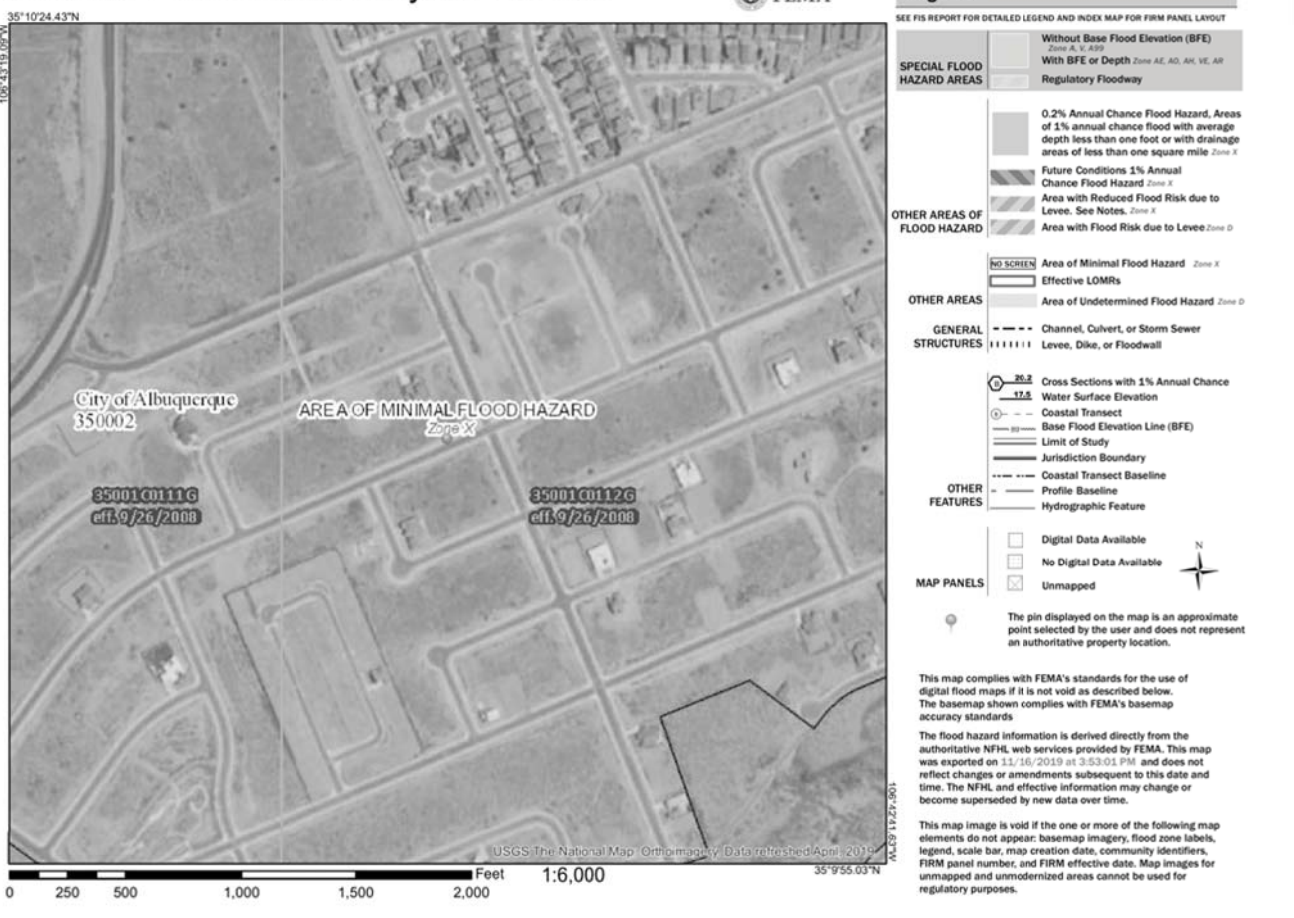 FEMA
35°10'24.43"N
106°43'19.09"W
City of Albuquerque
350002
AREA OF MINIMAL FLOOD HAZARD
Zone X
35001C0111G
eff. 9/26/2008
35001C0112G
eff. 9/26/2008
USGS The National Map: Orthoimagery. Data refreshed April, 2019
106°42'41.63"W
35°9'55.03"N
0 250 500 1,000 1,500 2,000
Feet
1:6,000
SEE FIS REPORT FOR DETAILED LEGEND AND INDEX MAP FOR FIRM PANEL LAYOUT
SPECIAL FLOOD
HAZARD AREAS
Without Base Flood Elevation (BFE)
Zone A, V, A99
With BFE or Depth Zone AE, AO, AH, VE, AR
Regulatory Floodway
0.2% Annual Chance Flood Hazard, Areas
of 1% annual chance flood with average
depth less than one foot or with drainage
areas of less than one square mile Zone X
Future Conditions 1% Annual
Chance Flood Hazard Zone X
Area with Reduced Flood Risk due to
Levee. See Notes. Zone X
Area with Flood Risk due to Levee Zone D
OTHER AREAS OF
FLOOD HAZARD
NO SCREEN Area of Minimal Flood Hazard Zone X
Effective LOMRs
OTHER AREAS
Area of Undetermined Flood Hazard Zone D
GENERAL
STRUCTURES
Channel, Culvert, or Storm Sewer
Levee, Dike, or Floodwall
B 20.2 Cross Sections with 1% Annual Chance
17.5 Water Surface Elevation
Coastal Transect
Base Flood Elevation Line (BFE)
Limit of Study
Jurisdiction Boundary
Coastal Transect Baseline
OTHER
FEATURES
Profile Baseline
Hydrographic Feature
Digital Data Available
No Digital Data Available
MAP PANELS
Unmapped
N
The pin displayed on the map is an approximate
point selected by the user and does not represent
an authoritative property location.
This map complies with FEMA's standards for the use of
digital flood maps if it is not void as described below.
The basemap shown complies with FEMA's basemap
accuracy standards
The flood hazard information is derived directly from the
authoritative NFHL web services provided by FEMA. This map
was exported on 11/16/2019 at 3:53:01 PM and does not
reflect changes or amendments subsequent to this date and
time. The NFHL and effective information may change or
become superseded by new data over time.
This map image is void if the one or more of the following map
elements do not appear: basemap imagery, flood zone labels,
legend, scale bar, map creation date, community identifiers,
FIRM panel number, and FIRM effective date. Map images for
unmapped and unmodernized areas cannot be used for
regulatory purposes.